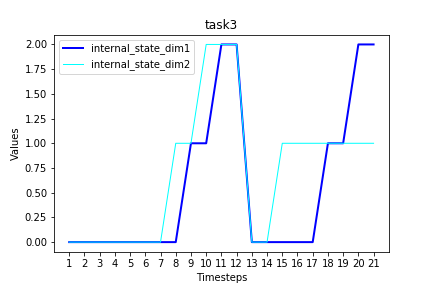 task3
internal_state_dim1
internal_state_dim2
2.00
1.75
1.50
1.25
1.00
0.75
0.50
0.25
0.00
Values
1 2 3 4 5 6 7 8 9 10 11 12 13 14 15 16 17 18 19 20 21
Timesteps